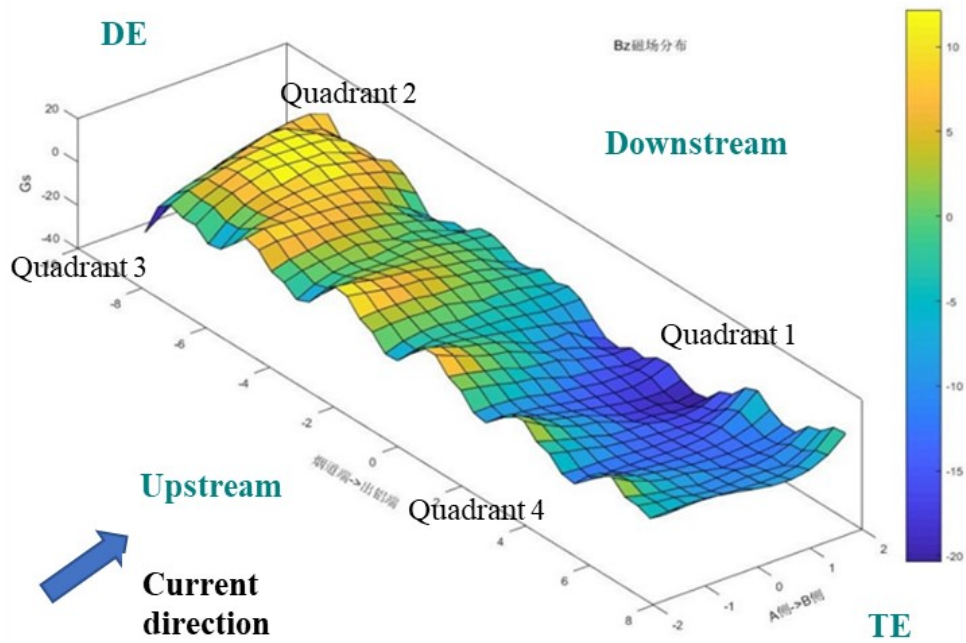 DE
Bz磁场分布
Quadrant 2
Downstream
20
0
-20
-40
Gs
Quadrant 3
-8
-6
-4
-2
0
2
4
6
8
烟道端->出铝端
Quadrant 1
Upstream
Quadrant 4
-2
-1
0
1
2
A侧->B侧
TE
Current
direction
10
5
0
-5
-10
-15
-20